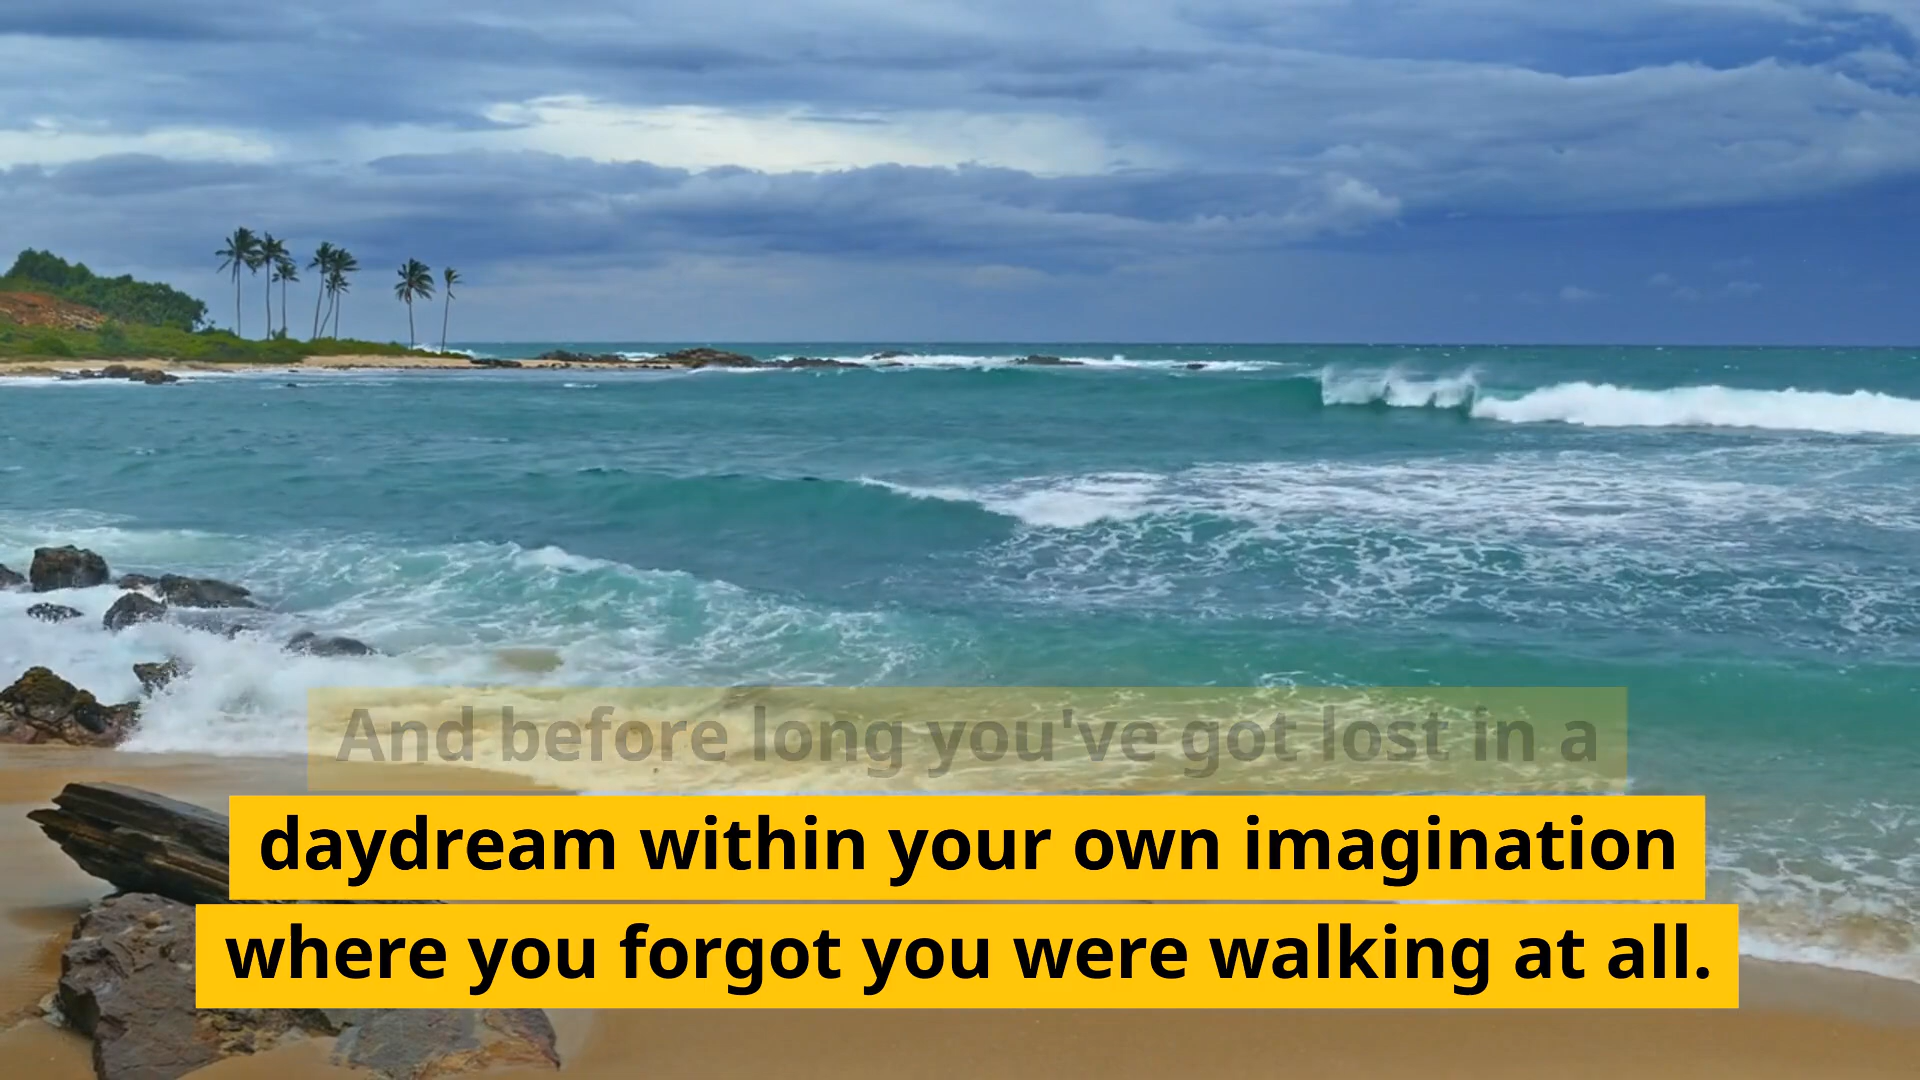 And before long you've got lost in a
daydream within your own imagination
where you forgot you were walking at all.